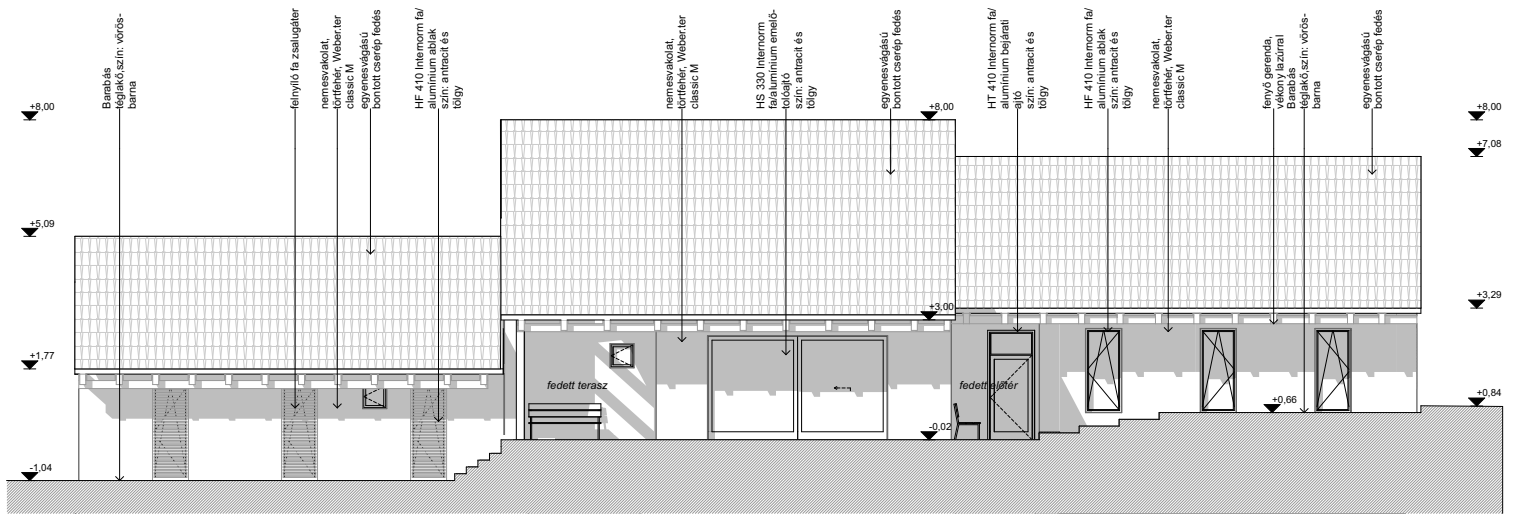 Barabás
téglakő,szín: vörös-
barna
felnyíló fa zsalugáter
nemesvakolat,
törtfehér, Weber.ter
classic M
egyenesvágású
bontott cserép fedés
HF 410 Internorm fa/
aluminium ablak
szín: antracit és
tölgy
nemesvakolat,
törtfehér, Weber.ter
classic M
HS 330 Internorm
fa/aluminium emelő-
tolóajtó
szín: antracit és
tölgy
egyenesvágású
bontott cserép fedés
HT 410 Internorm fa/
aluminium bejárati
ajtó
szín: antracit és
tölgy
HF 410 Internorm fa/
aluminium ablak
szín: antracit és
tölgy
nemesvakolat,
törtfehér, Weber.ter
classic M
fenyő gerenda,
vékony lazúrral
Barabás
téglakő,szín: vörös-
barna
egyenesvágású
bontott cserép fedés
+8,00
+8,00
+8,00
+7,08
+5,09
+3,00
+3,29
+1,77
fedett terasz
fedett előtér
+0,66
+0,84
-0,02
-1,04